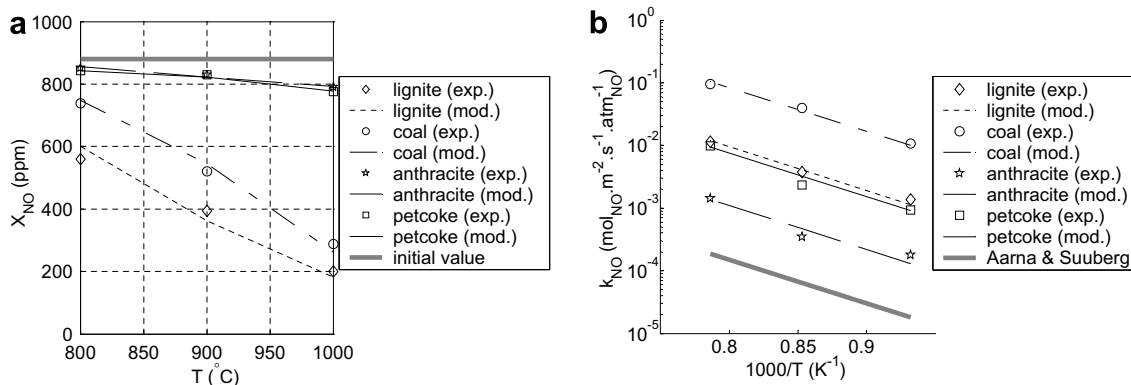 a
1000
800
600
400
200
0
X_NO (ppm)
800
850
900
950
1000
T (°C)
lignite (exp.)
lignite (mod.)
coal (exp.)
coal (mod.)
anthracite (exp.)
anthracite (mod.)
petcoke (exp.)
petcoke (mod.)
initial value
b
10^0
10^-1
10^-2
10^-3
10^-4
10^-5
k_NO (mol_NO.m^-2.s^-1.atm^-1_NO)
0.8
0.85
0.9
1000/T (K^-1)
lignite (exp.)
lignite (mod.)
coal (exp.)
coal (mod.)
anthracite (exp.)
anthracite (mod.)
petcoke (exp.)
petcoke (mod.)
Aarna & Suuberg